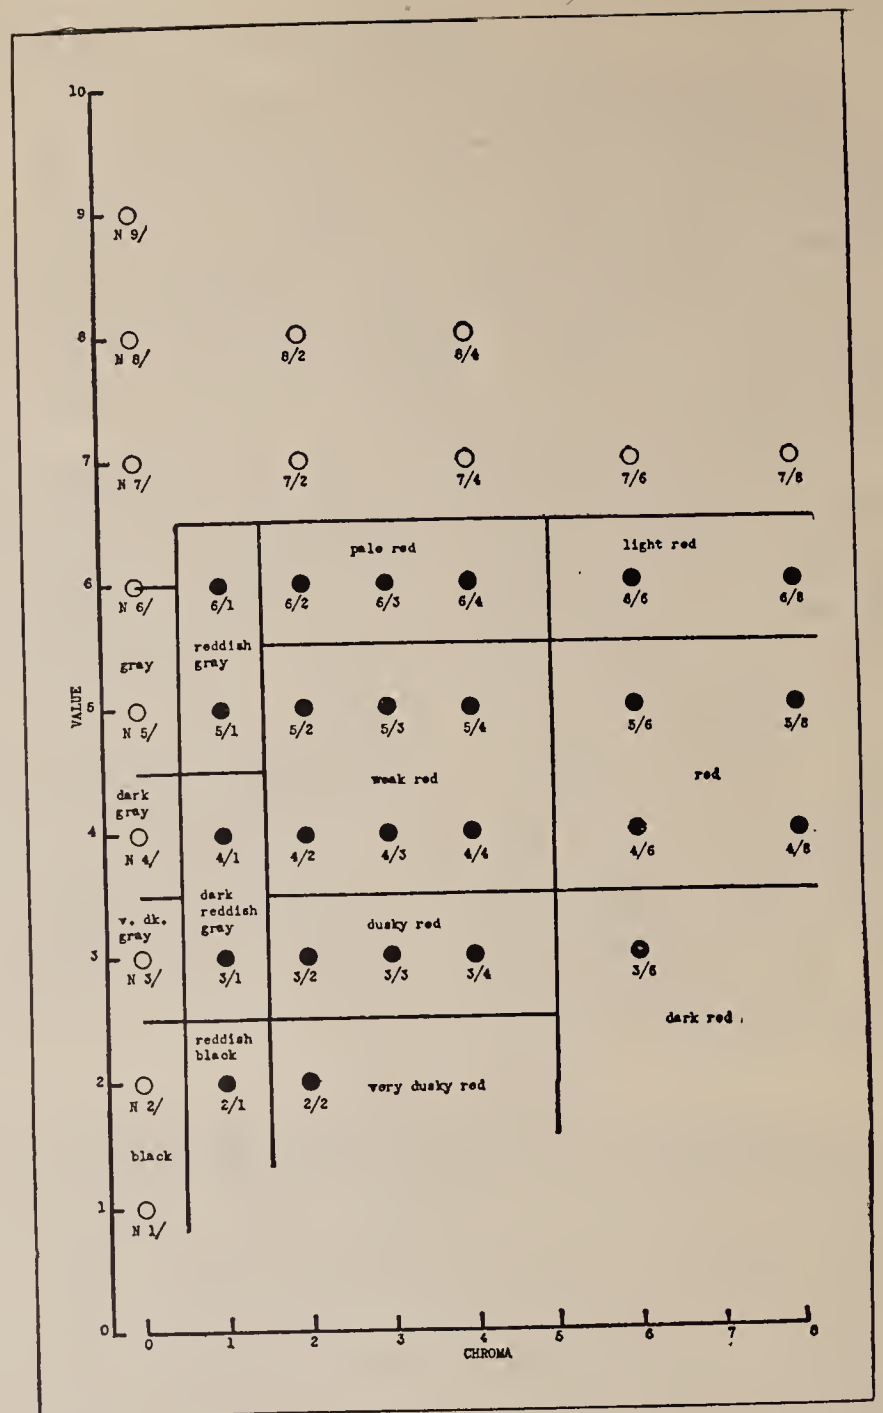 10
9
N 9/
8
N 8/
8/2
8/4
7
N 7/
7/2
7/4
7/6
7/8
pale red
light red
6
N 6/
6/1
6/2
6/3
6/4
6/6
6/8
reddish
gray
gray
VALUE
5
N 5/
5/1
5/2
5/3
5/4
5/6
5/8
weak red
red
dark
gray
4
N 4/
4/1
4/2
4/3
4/4
4/6
4/8
dark
reddish
gray
v. dk.
gray
dusky red
3
N 3/
3/1
3/2
3/3
3/4
3/6
dark red
reddish
black
2
N 2/
2/1
2/2
very dusky red
black
1
N 1/
0
0 1 2 3 4 5 6 7 8
CHROMA